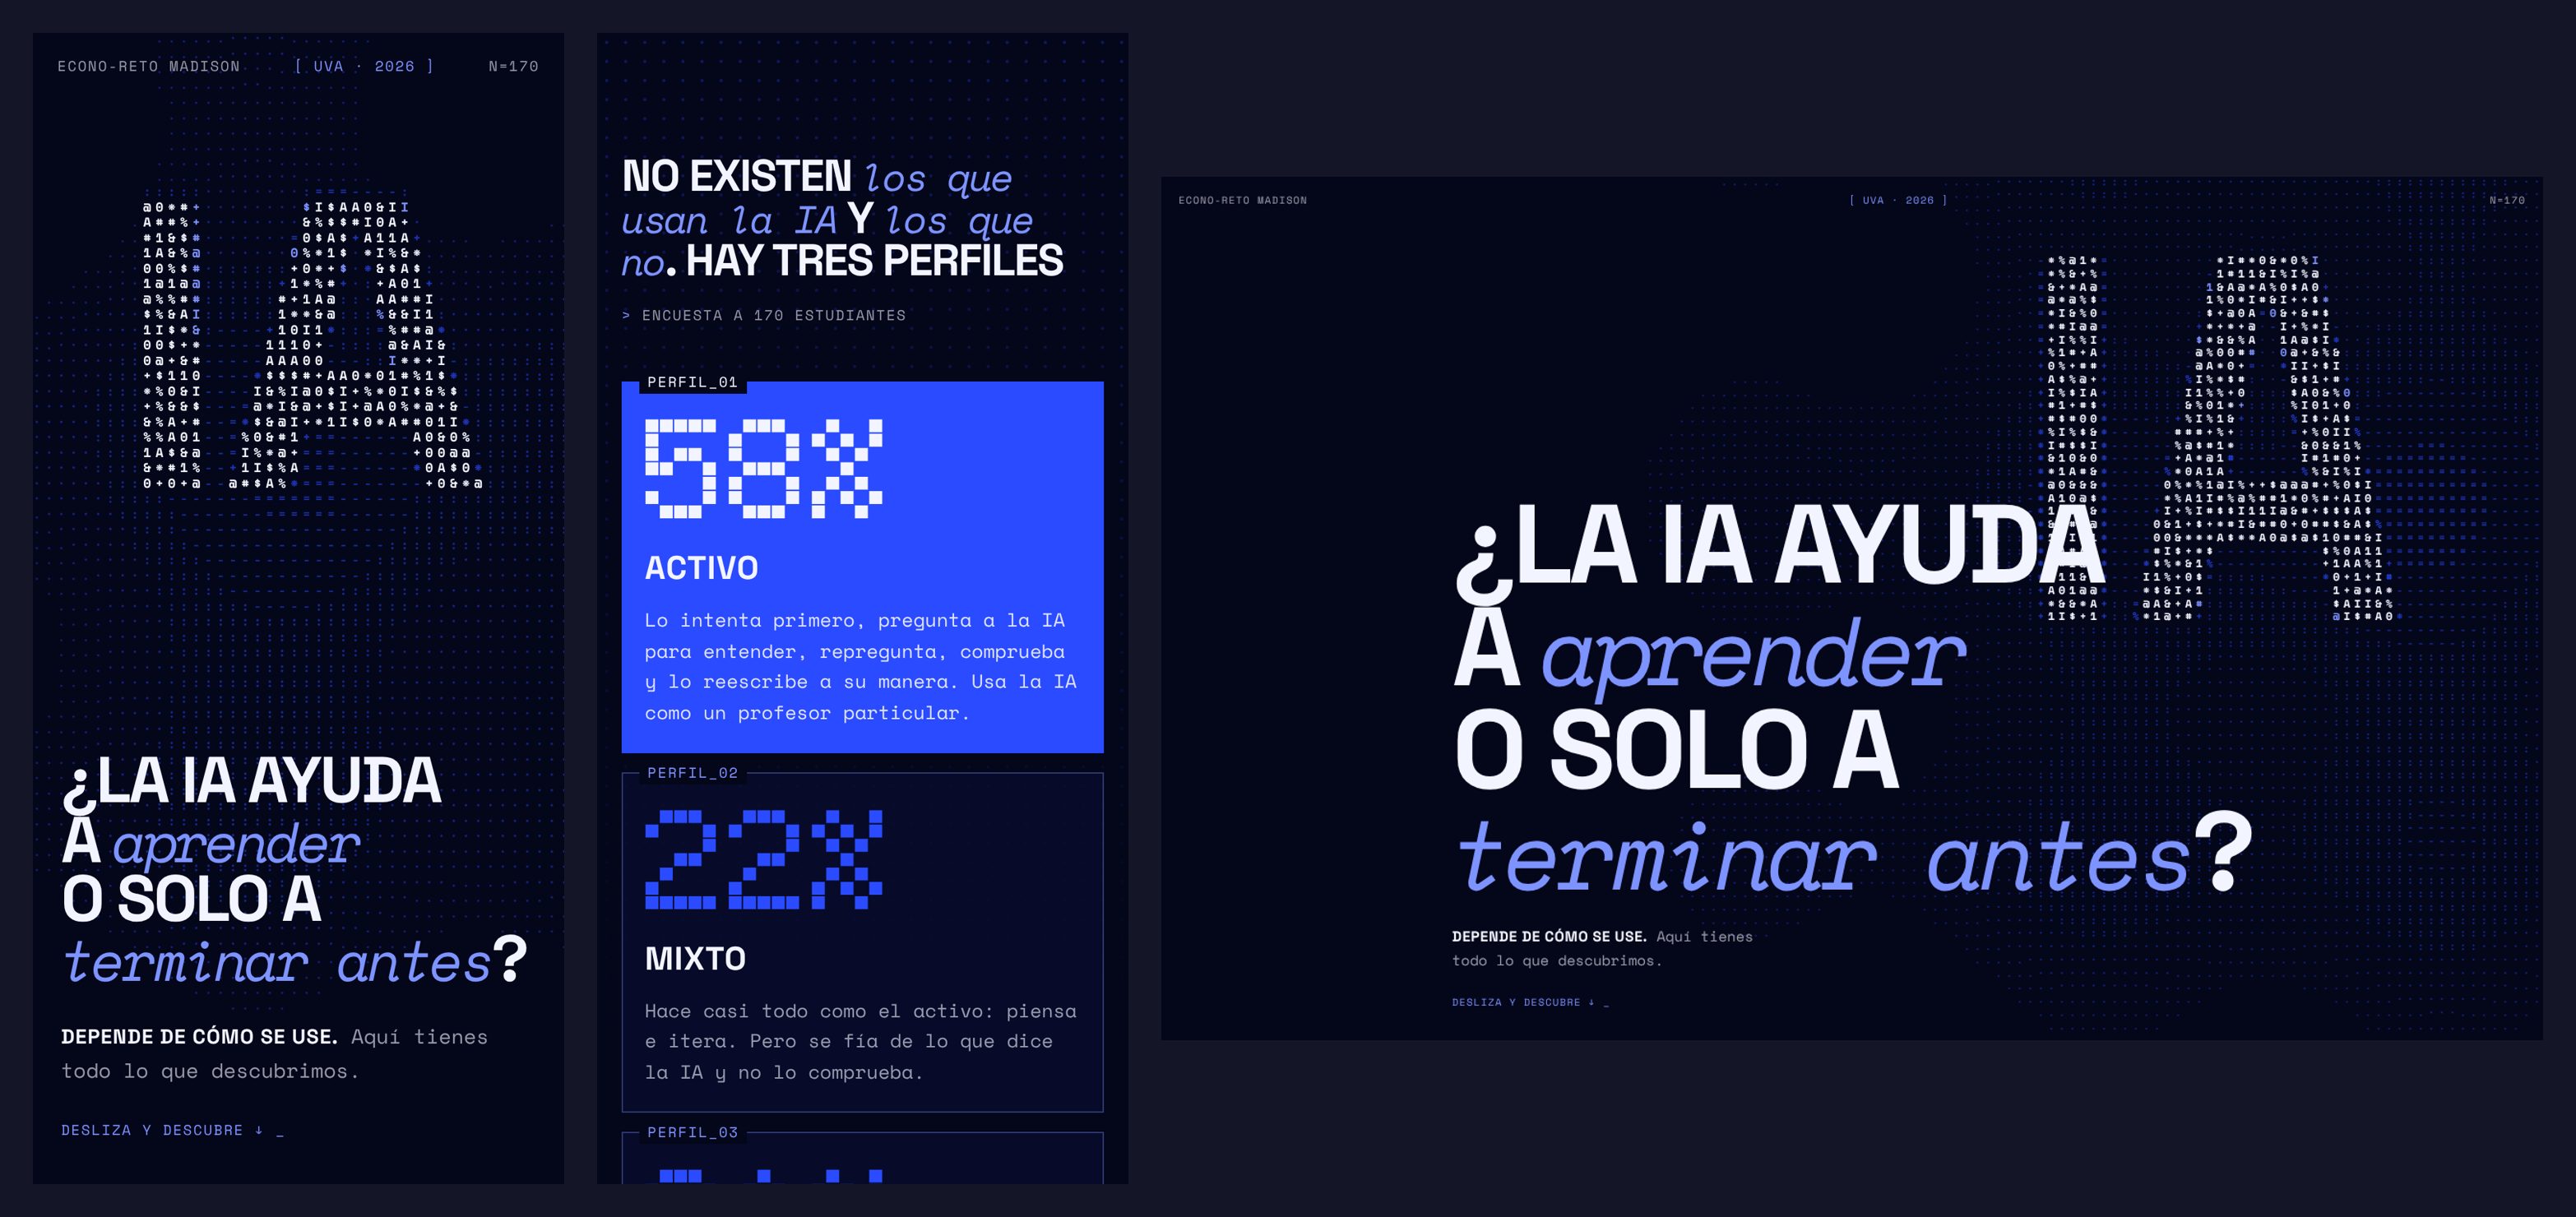 ECONO-RETO MADISON [ UVA · 2026 ] N=170
¿LA IA AYUDA
A aprender
O SOLO A
terminar antes?
DEPENDE DE CÓMO SE USE. Aquí tienes
todo lo que descubrimos.
DESLIZA Y DESCUBRE ↓ _
NO EXISTEN los que
usan la IA Y los que
no. HAY TRES PERFILES
> ENCUESTA A 170 ESTUDIANTES
PERFIL_01
58%
ACTIVO
Lo intenta primero, pregunta a la IA
para entender, repregunta, comprueba
y lo reescribe a su manera. Usa la IA
como un profesor particular.
PERFIL_02
22%
MIXTO
Hace casi todo como el activo: piensa
e itera. Pero se fía de lo que dice
la IA y no lo comprueba.
PERFIL_03
ECONO-RETO MADISON [ UVA · 2026 ] N=170
¿LA IA AYUDA
A aprender
O SOLO A
terminar antes?
DEPENDE DE CÓMO SE USE. Aquí tienes
todo lo que descubrimos.
DESLIZA Y DESCUBRE ↓ _